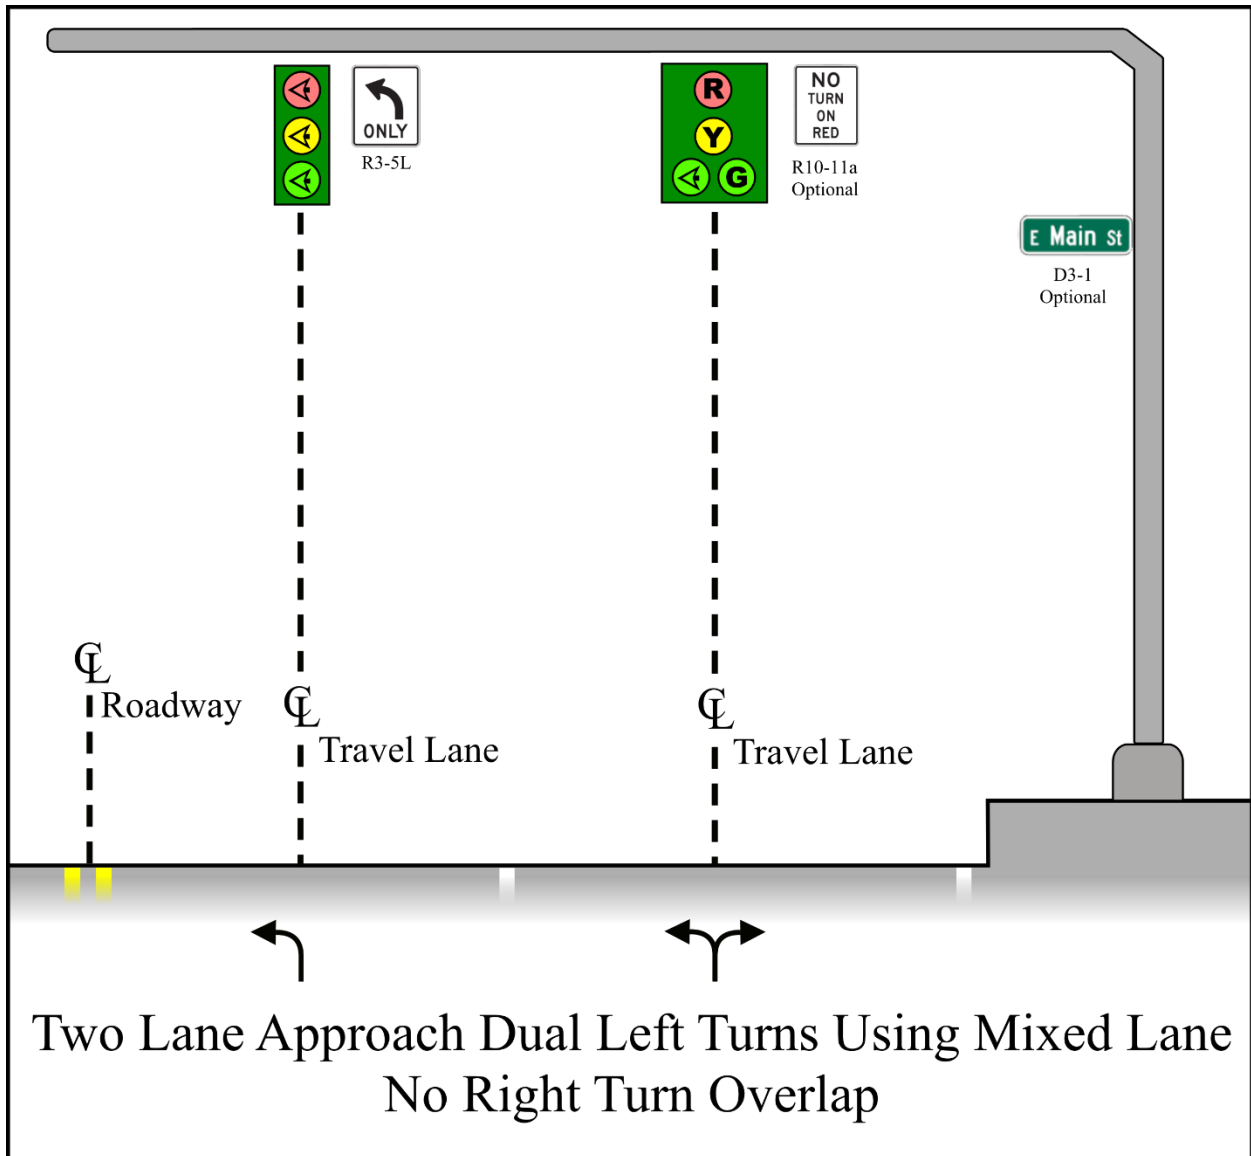 ONLY
R3-5L
R
Y
G
NO
TURN
ON
RED
R10-11a
Optional
E Main St
D3-1
Optional
℄
Roadway
℄
Travel Lane
℄
Travel Lane
Two Lane Approach Dual Left Turns Using Mixed Lane
No Right Turn Overlap